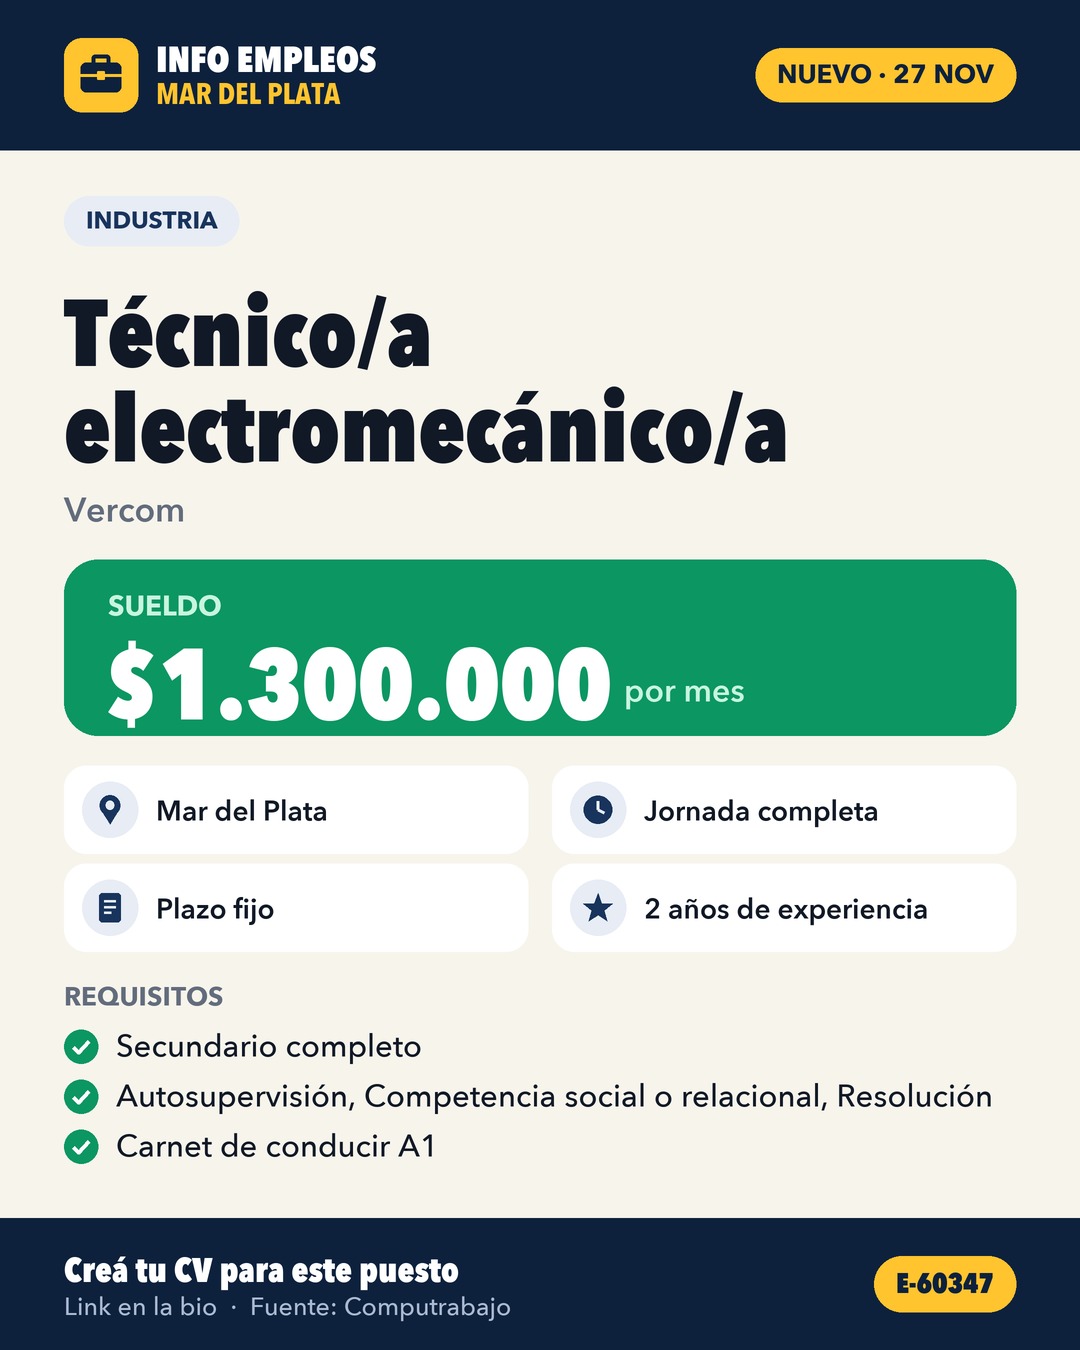 INFO EMPLEOS
MAR DEL PLATA
NUEVO · 27 NOV
INDUSTRIA
Técnico/a
electromecánico/a
Vercom
SUELDO
$1.300.000 por mes
Mar del Plata
Jornada completa
Plazo fijo
2 años de experiencia
REQUISITOS
Secundario completo
Autosupervisión, Competencia social o relacional, Resolución
Carnet de conducir A1
Creá tu CV para este puesto
Link en la bio · Fuente: Computrabajo
E-60347